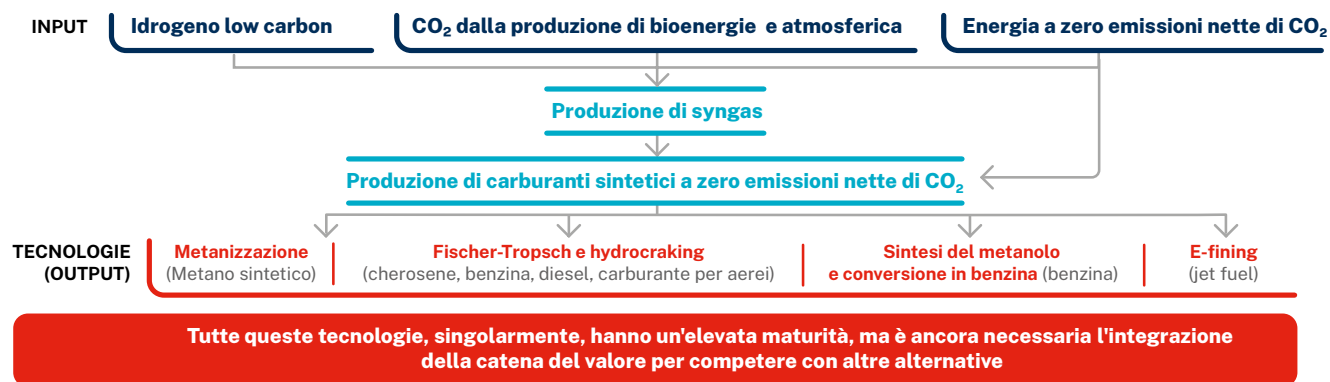 INPUT
Idrogeno low carbon
CO₂ dalla produzione di bioenergie e atmosferica
Energia a zero emissioni nette di CO₂
Produzione di syngas
Produzione di carburanti sintetici a zero emissioni nette di CO₂
TECNOLOGIE
(OUTPUT)
Metanizzazione
(Metano sintetico)
Fischer-Tropsch e hydrocraking
(cherosene, benzina, diesel, carburante per aerei)
Sintesi del metanolo
e conversione in benzina (benzina)
E-fining
(jet fuel)
Tutte queste tecnologie, singolarmente, hanno un'elevata maturità, ma è ancora necessaria l'integrazione
della catena del valore per competere con altre alternative